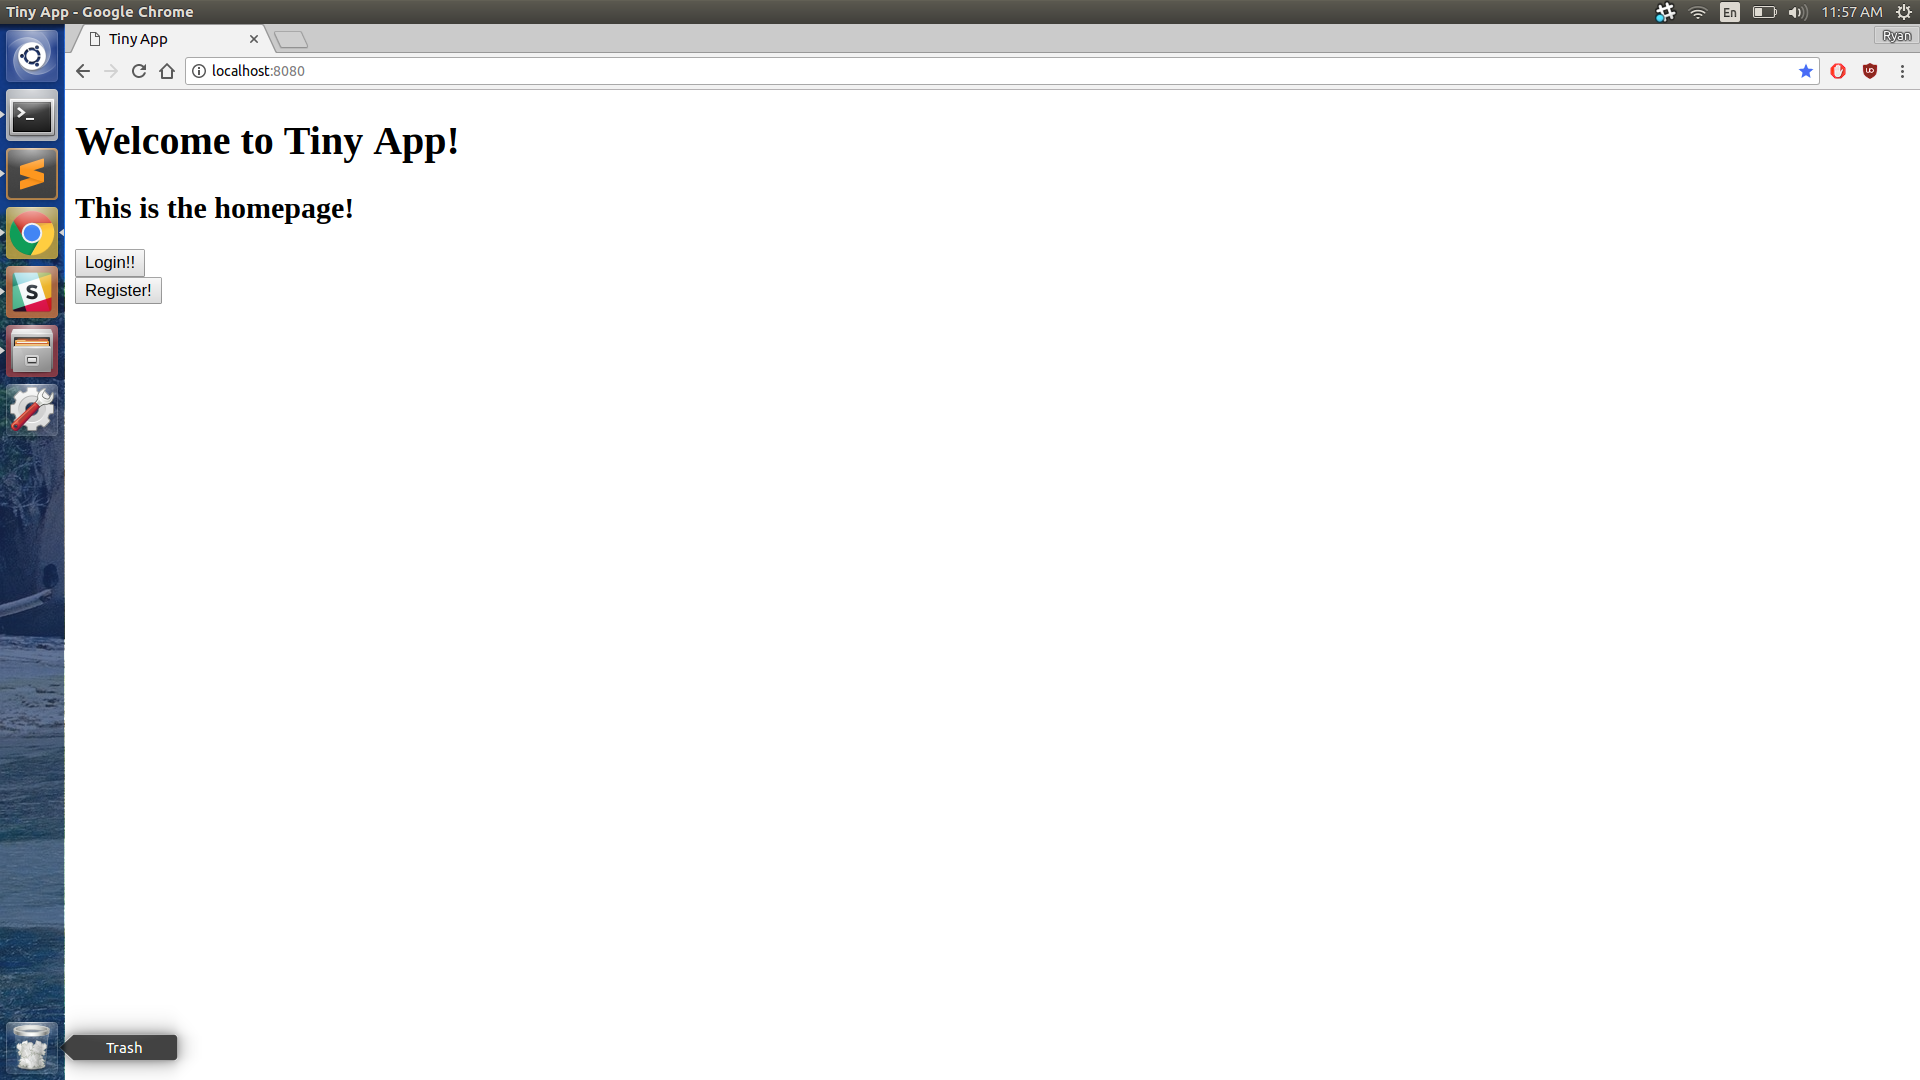 Tiny App - Google Chrome
En
11:57 AM
Tiny App
Ryan
localhost:8080
Welcome to Tiny App!
This is the homepage!
Login!!
Register!
Trash